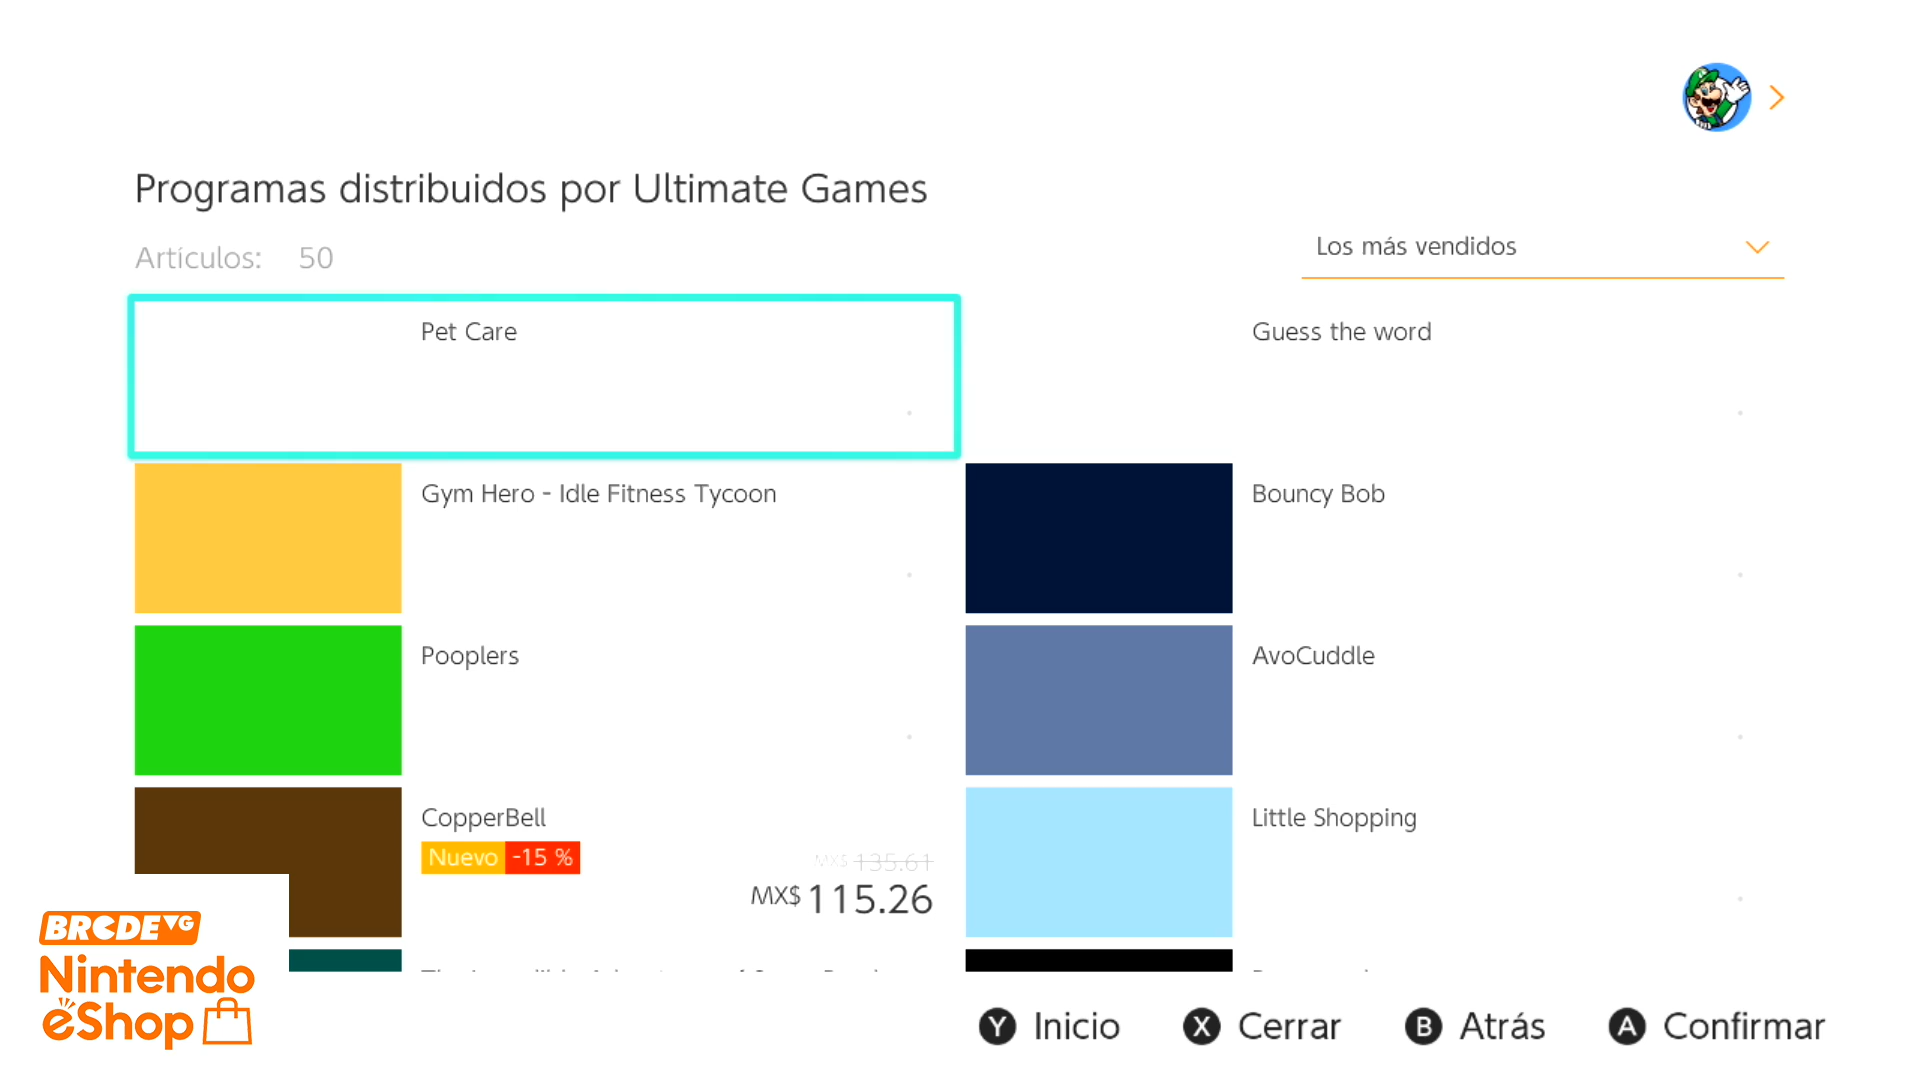 Programas distribuidos por Ultimate Games
Artículos: 50
Los más vendidos
Pet Care
Guess the word
Gym Hero - Idle Fitness Tycoon
Bouncy Bob
Pooplers
AvoCuddle
CopperBell
Nuevo -15 %
MX$ 135.61
MX$ 115.26
Little Shopping
BRCDEVG
Nintendo
eShop
Y Inicio X Cerrar B Atrás A Confirmar